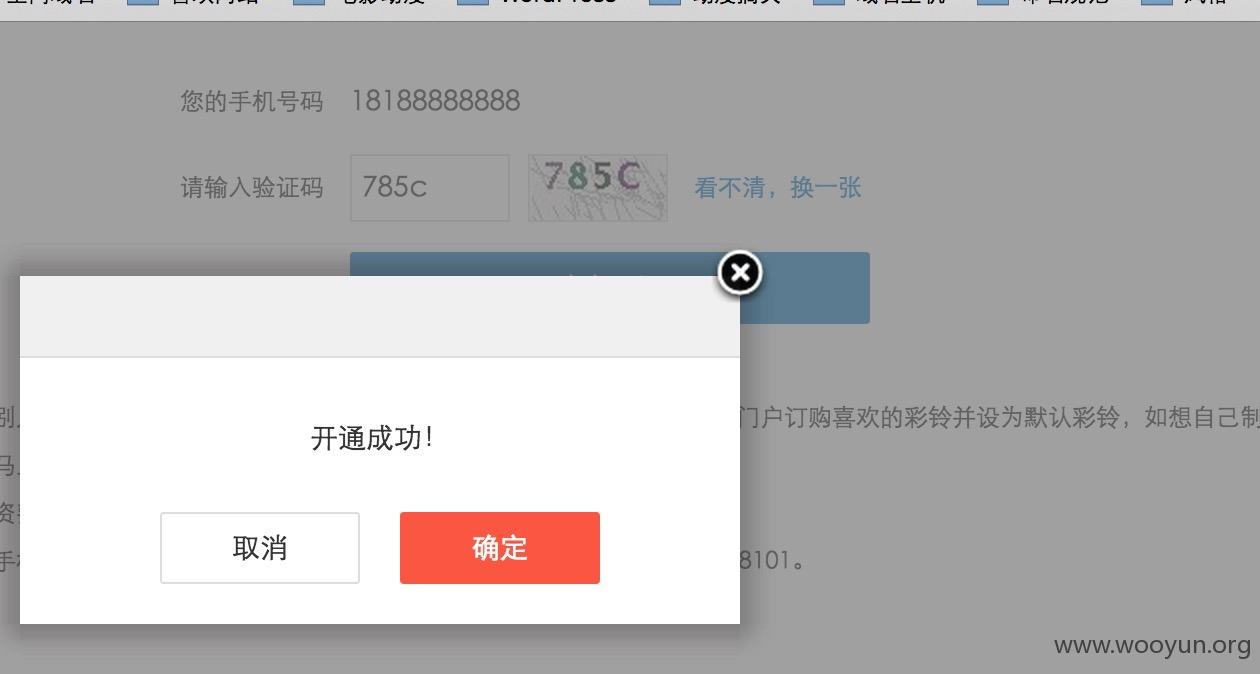 WordPress
您的手机号码 18188888888
请输入验证码 785c 785C 看不清，换一张
开通成功！
取消 确定
门户订购喜欢的彩铃并设为默认彩铃，如想自己制
8101。
www.wooyun.org